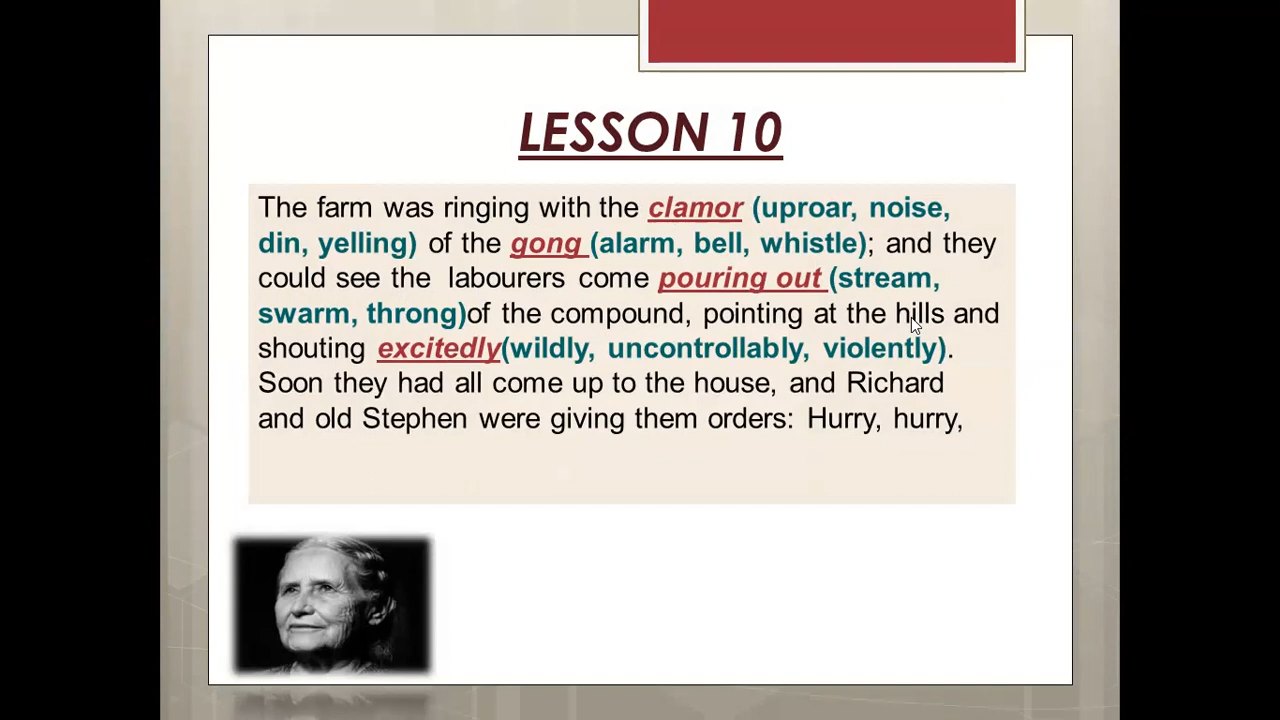 LESSON 10
The farm was ringing with the clamor (uproar, noise,
din, yelling) of the gong (alarm, bell, whistle); and they
could see the labourers come pouring out (stream,
swarm, throng)of the compound, pointing at the hills and
shouting excitedly(wildly, uncontrollably, violently).
Soon they had all come up to the house, and Richard
and old Stephen were giving them orders: Hurry, hurry,